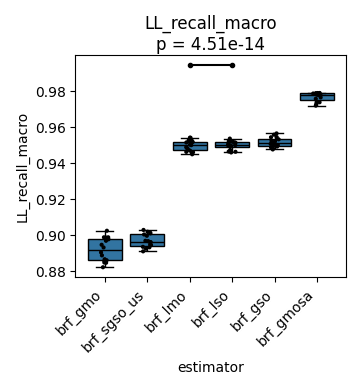 LL_recall_macro
p = 4.51e-14
LL_recall_macro
0.98
0.96
0.94
0.92
0.90
0.88
brf_gmo
brf_sgso_us
brf_lmo
brf_lso
brf_gso
brf_gmosa
estimator